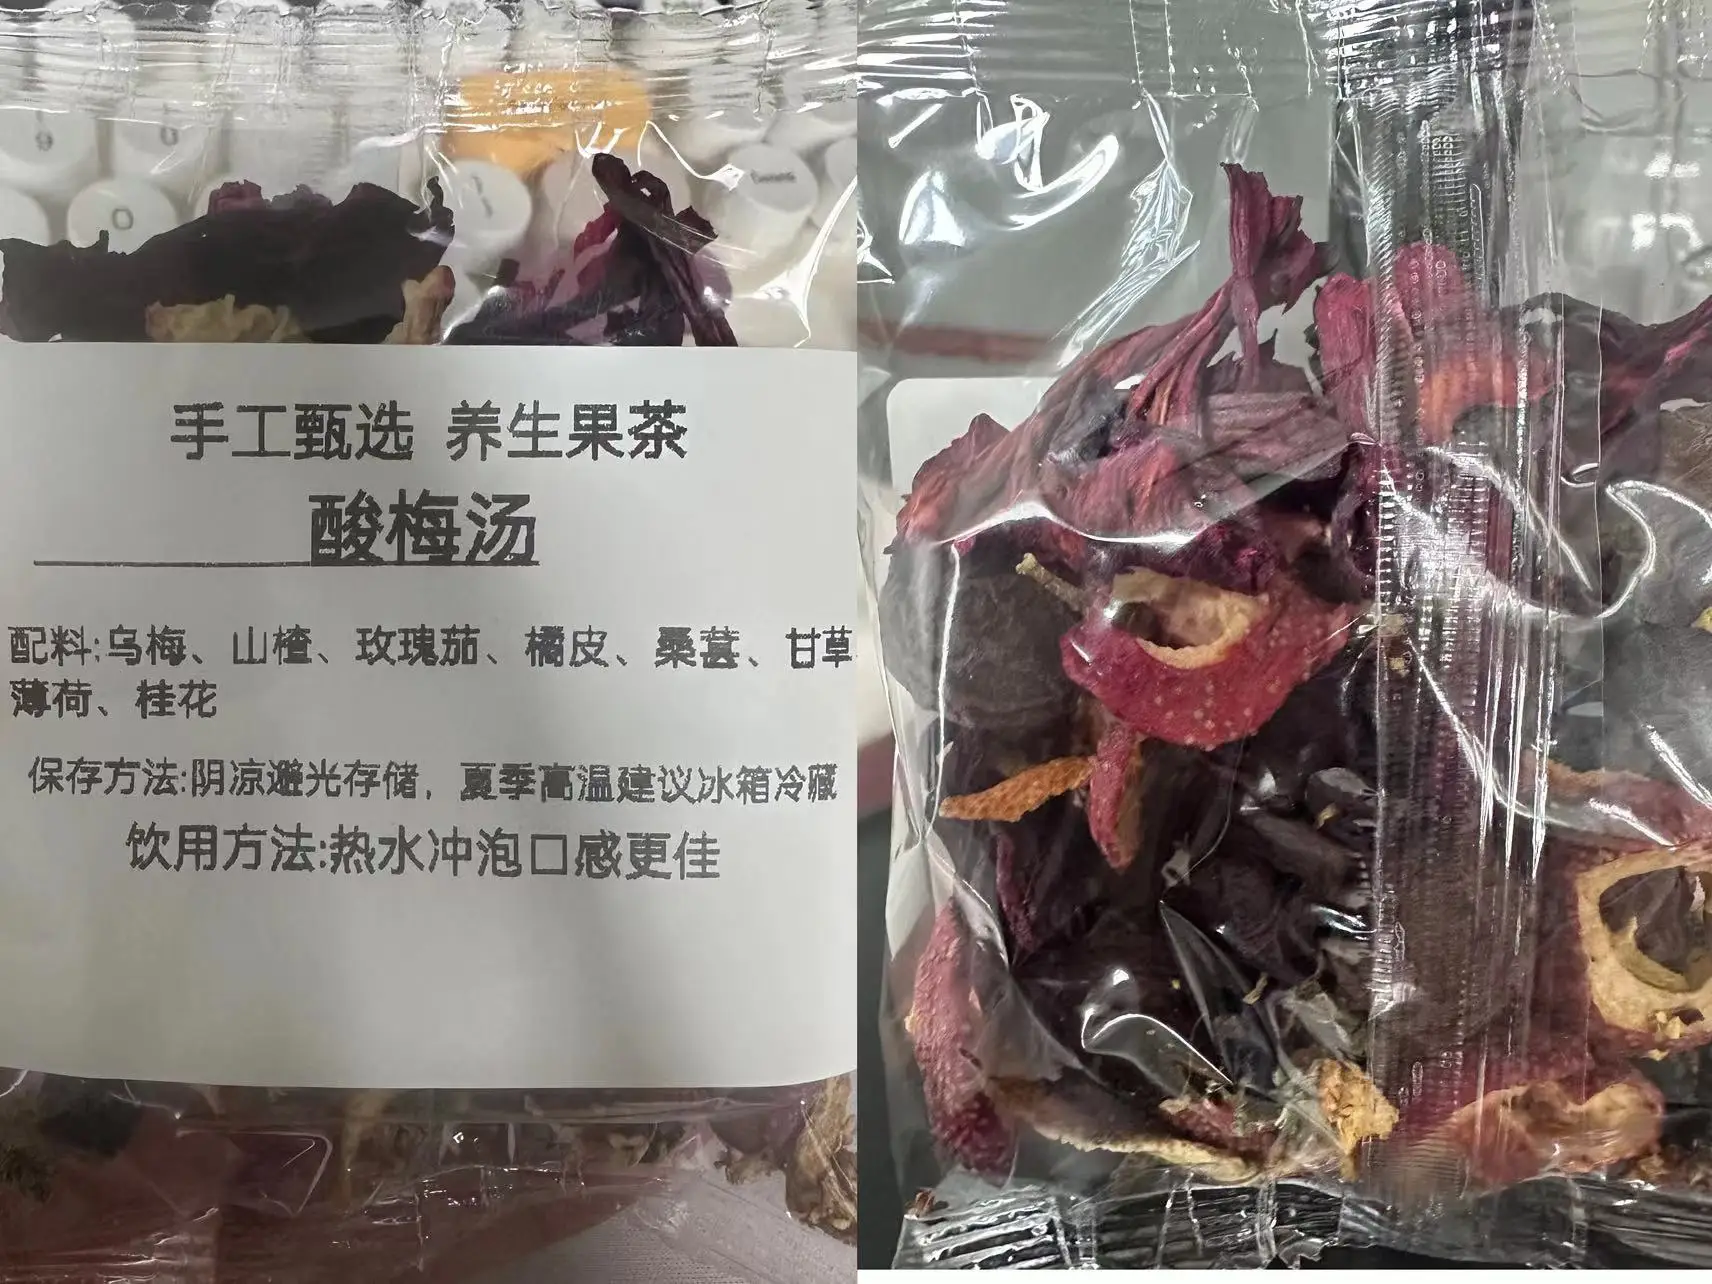 手工甄选 养生果茶
酸梅汤
配料:乌梅、山楂、玫瑰茄、橘皮、桑葚、甘草
薄荷、桂花
保存方法:阴凉避光存储，夏季高温建议冰箱冷藏
饮用方法:热水冲泡口感更佳